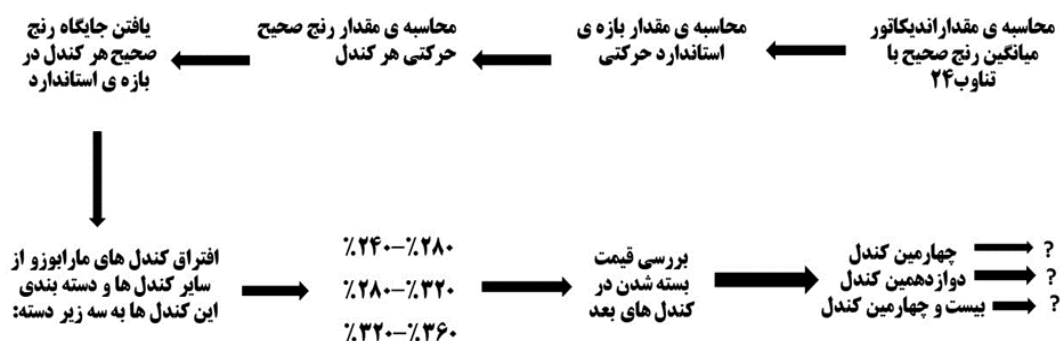 محاسبه ی مقدار اندیکاتور
میانگین رنج صحیح با
تناوب۲۴
محاسبه ی مقدار بازه ی
استاندارد حرکتی
محاسبه ی مقدار رنج صحیح
حرکتی هر کندل
یافتن جایگاه رنج
صحیح هر کندل در
بازه ی استاندارد
افتراق کندل های مارابوزو از
سایر کندل ها و دسته بندی
این کندل ها به سه زیر دسته:
٪۲۴۰-٪۲۸۰
٪۲۸۰-٪۳۲۰
٪۳۲۰-٪۳۶۰
بررسی قیمت
بسته شدن در
کندل های بعد
چهارمین کندل ?
دوازدهمین کندل ?
بیست و چهارمین کندل ?